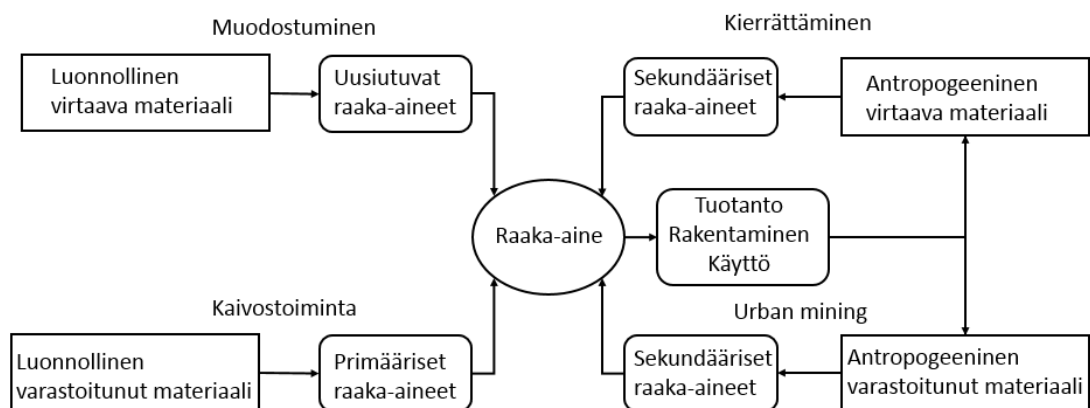 Muodostuminen
Kierrättäminen
Luonnollinen
virtaava materiaali
Uusiutuvat
raaka-aineet
Sekundääriset
raaka-aineet
Antropogeeninen
virtaava materiaali
Raaka-aine
Tuotanto
Rakentaminen
Käyttö
Kaivostoiminta
Urban mining
Luonnollinen
varastoitunut materiaali
Primääriset
raaka-aineet
Sekundääriset
raaka-aineet
Antropogeeninen
varastoitunut materiaali